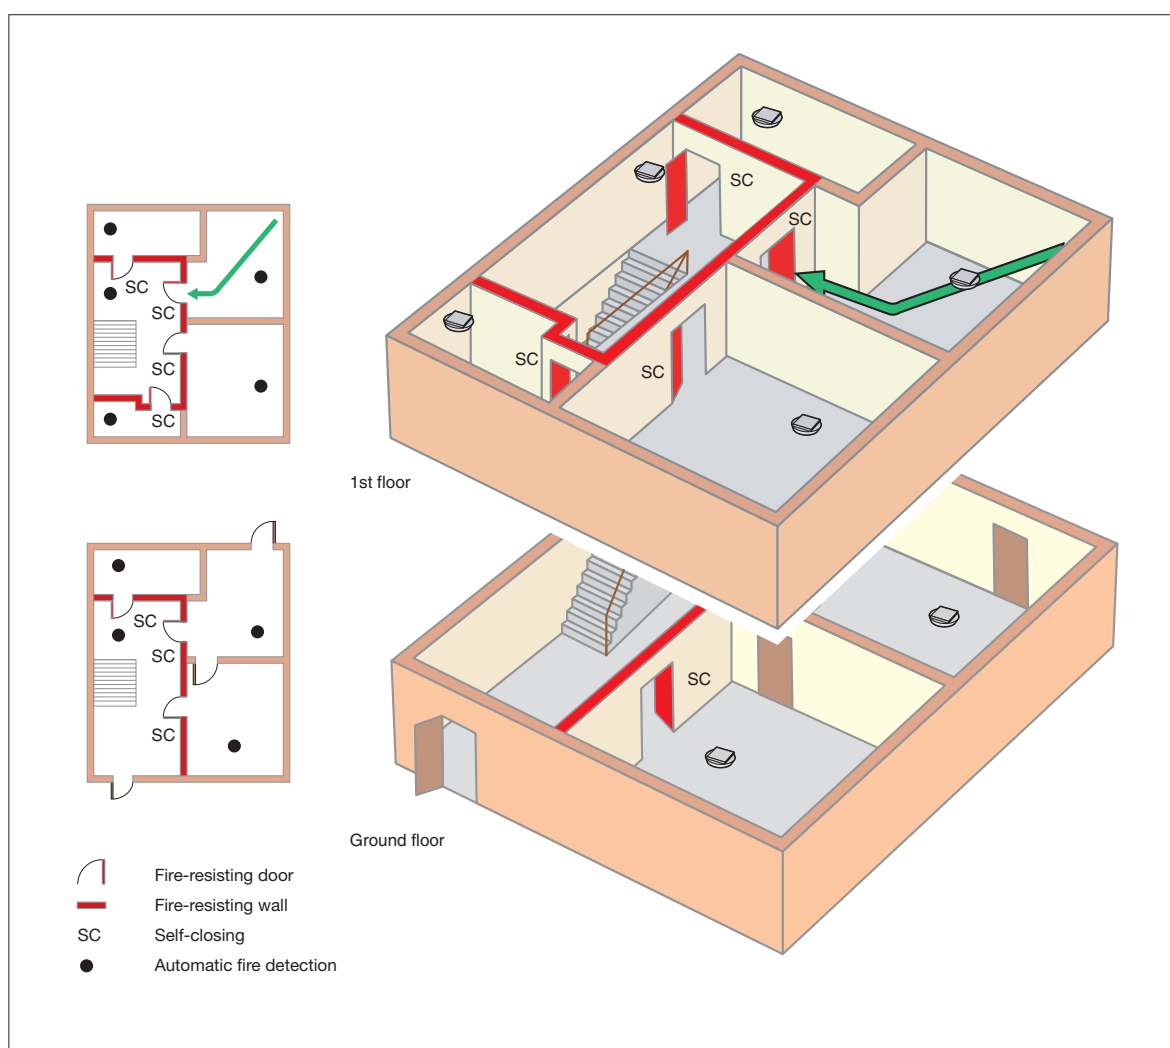 SC
SC
SC
SC
SC
SC
SC
SC
1st floor
SC
SC
SC
SC
Ground floor
Fire-resisting door
Fire-resisting wall
SC Self-closing
Automatic fire detection